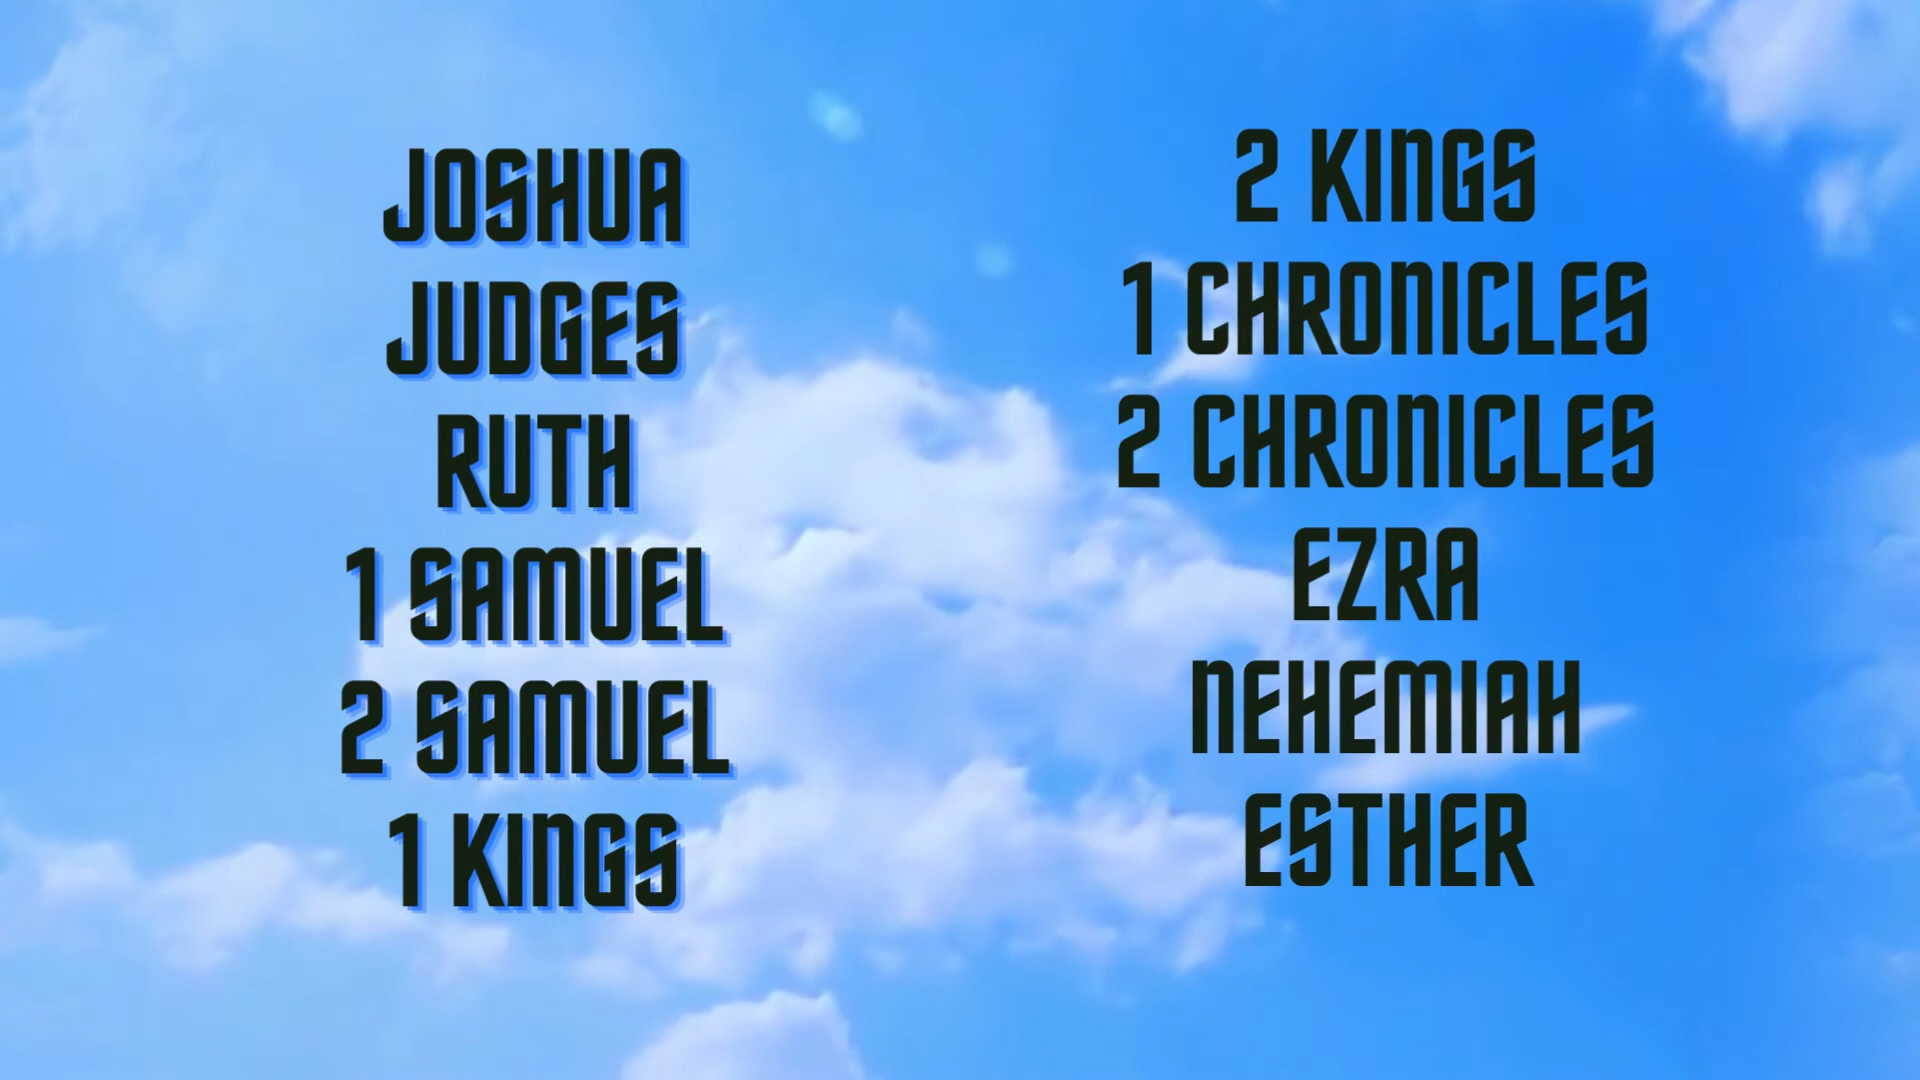 JOSHUA
JUDGES
RUTH
1 SAMUEL
2 SAMUEL
1 KINGS
2 KINGS
1 CHRONICLES
2 CHRONICLES
EZRA
NEHEMIAH
ESTHER